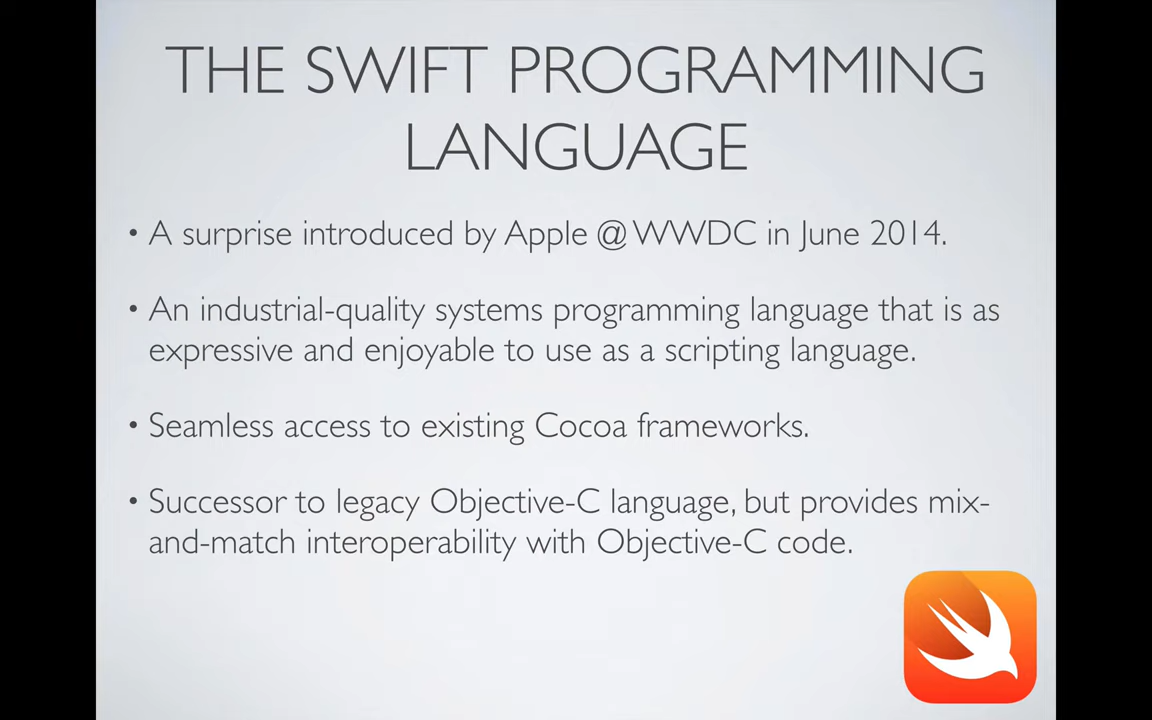 THE SWIFT PROGRAMMING
LANGUAGE
• A surprise introduced by Apple @ WWDC in June 2014.
• An industrial-quality systems programming language that is as
expressive and enjoyable to use as a scripting language.
• Seamless access to existing Cocoa frameworks.
• Successor to legacy Objective-C language, but provides mix-
and-match interoperability with Objective-C code.